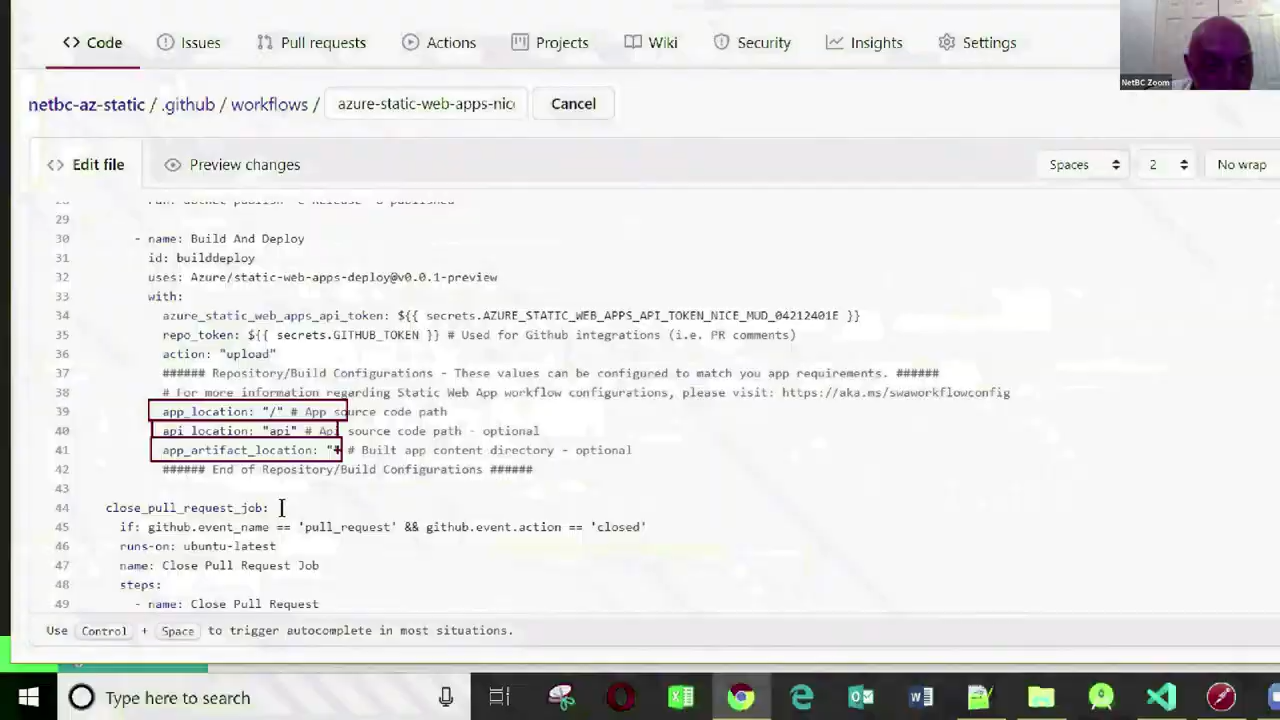 Code Issues Pull requests Actions Projects Wiki Security Insights Settings
NetBC Zoom
netbc-az-static / .github / workflows / azure-static-web-apps-nic Cancel
Edit file Preview changes Spaces 2 No wrap
28 run: dotnet publish -c Release -o published
29
30 - name: Build And Deploy
31 id: builddeploy
32 uses: Azure/static-web-apps-deploy@v0.0.1-preview
33 with:
34 azure_static_web_apps_api_token: ${{ secrets.AZURE_STATIC_WEB_APPS_API_TOKEN_NICE_MUD_04212401E }}
35 repo_token: ${{ secrets.GITHUB_TOKEN }} # Used for Github integrations (i.e. PR comments)
36 action: "upload"
37 ###### Repository/Build Configurations - These values can be configured to match you app requirements. ######
38 # For more information regarding Static Web App workflow configurations, please visit: https://aka.ms/swaworkflowconfig
39 app_location: "/" # App source code path
40 api_location: "api" # Api source code path - optional
41 app_artifact_location: " # Built app content directory - optional
42 ###### End of Repository/Build Configurations ######
43
44 close_pull_request_job:
45 if: github.event_name == 'pull_request' && github.event.action == 'closed'
46 runs-on: ubuntu-latest
47 name: Close Pull Request Job
48 steps:
49 - name: Close Pull Request
Use Control + Space to trigger autocomplete in most situations.
Type here to search